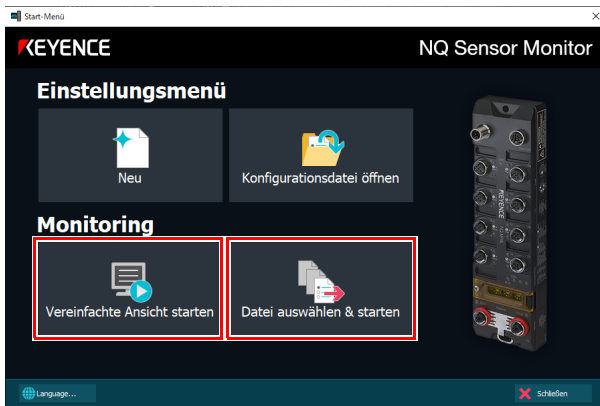 Start-Menü
KEYENCE
NQ Sensor Monitor
Einstellungsmenü
Neu
Konfigurationsdatei öffnen
Monitoring
Vereinfachte Ansicht starten
Datei auswählen & starten
KEYENCE
Language...
Schließen